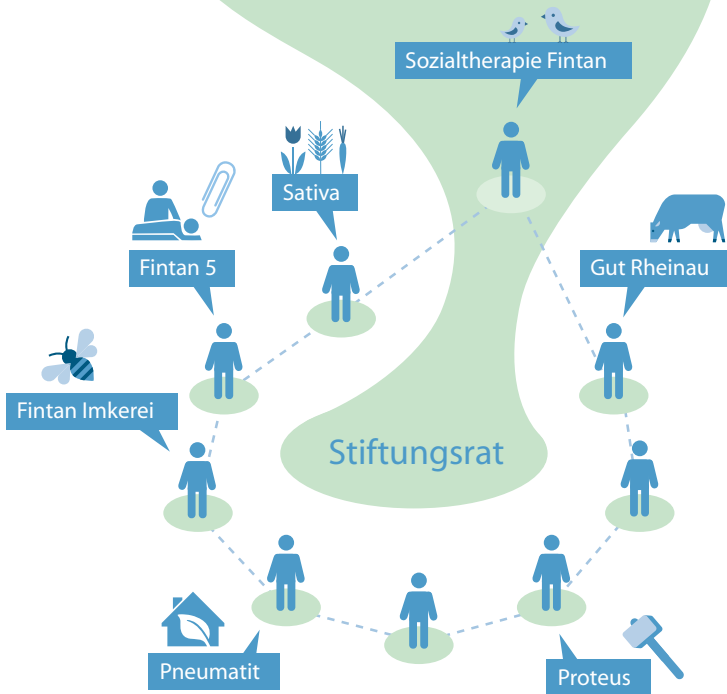 Sozialtherapie Fintan
Sativa
Fintan 5
Gut Rheinau
Fintan Imkerei
Stiftungsrat
Pneumatit
Proteus